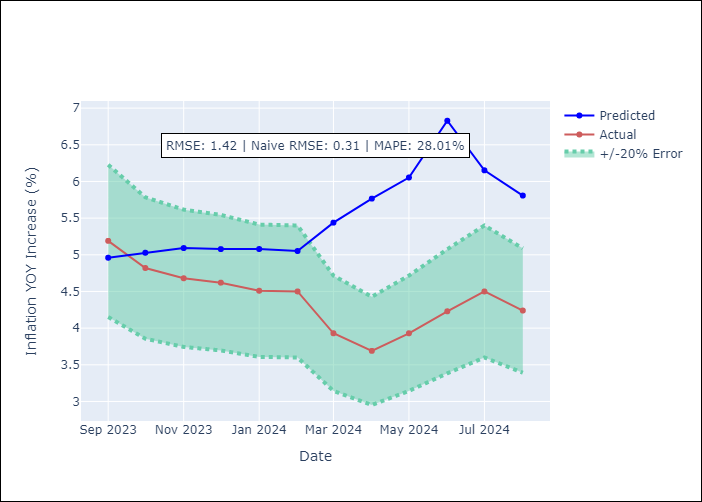 7
6.5
6
5.5
5
4.5
4
3.5
3
Inflation YOY Increase (%)
RMSE: 1.42 | Naive RMSE: 0.31 | MAPE: 28.01%
Predicted
Actual
+/-20% Error
Sep 2023
Nov 2023
Jan 2024
Mar 2024
May 2024
Jul 2024
Date